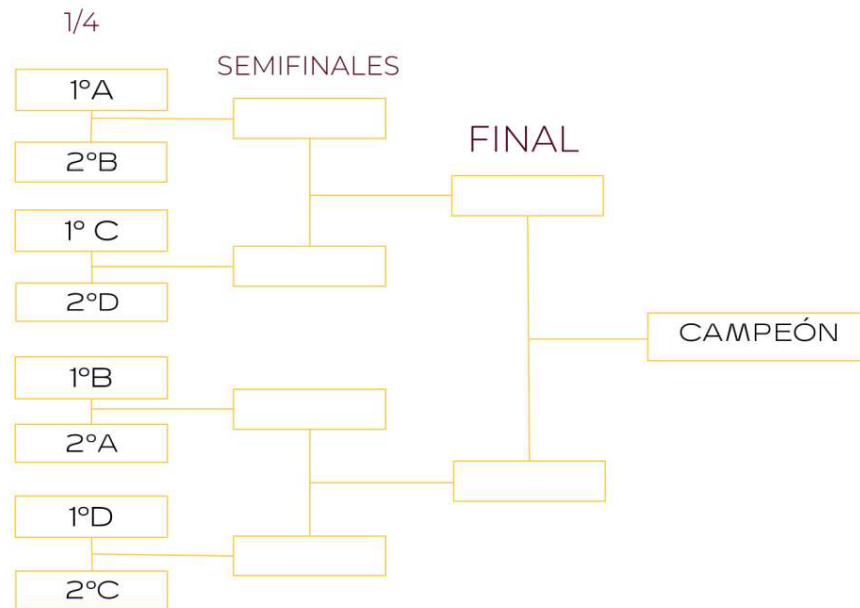 1/4
SEMIFINALES
FINAL
1ºA
2ºB
1º C
2ºD
1ºB
2ºA
1ºD
2ºC
CAMPEÓN